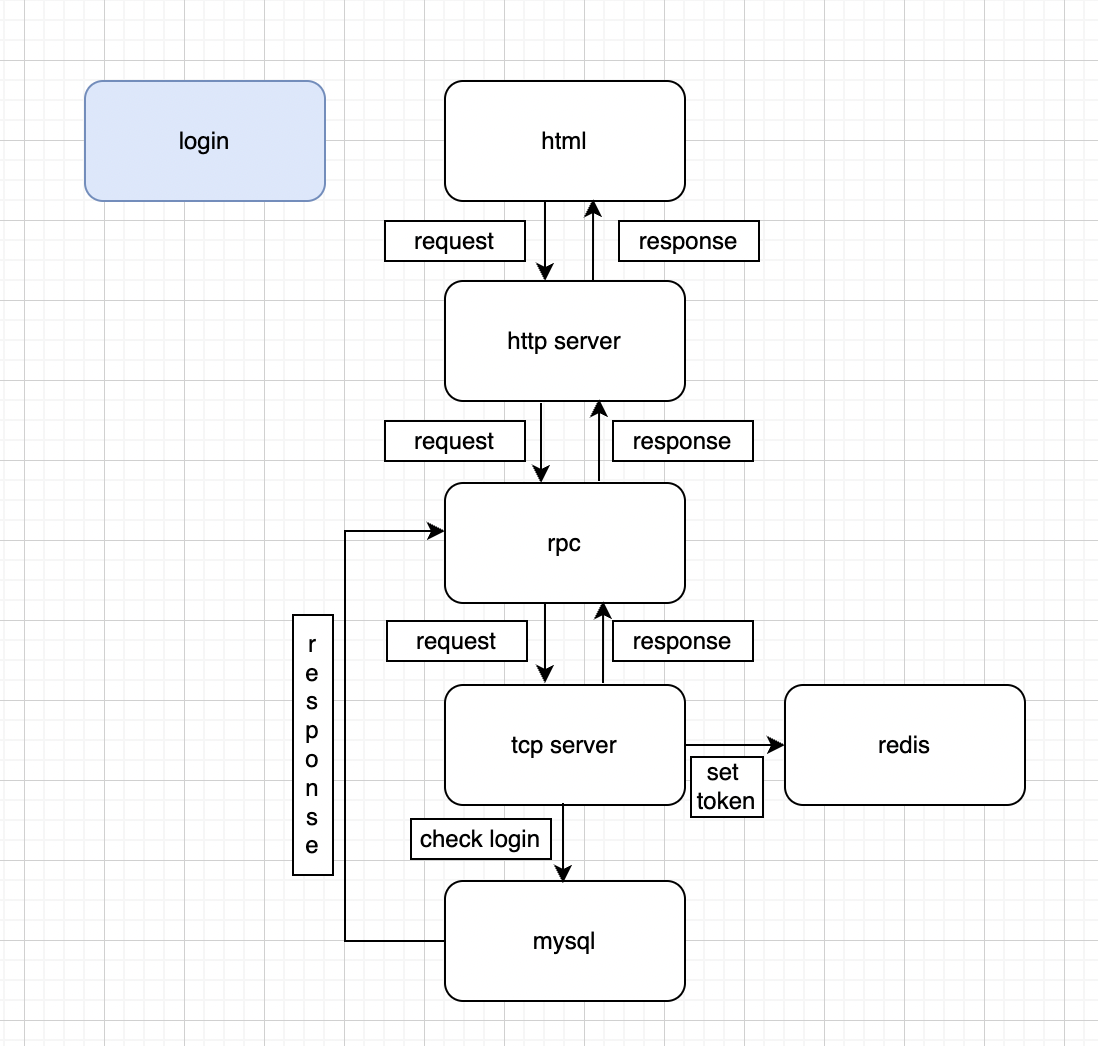 login
html
request
response
http server
request
response
rpc
request
response
response
tcp server
redis
set
token
check login
mysql